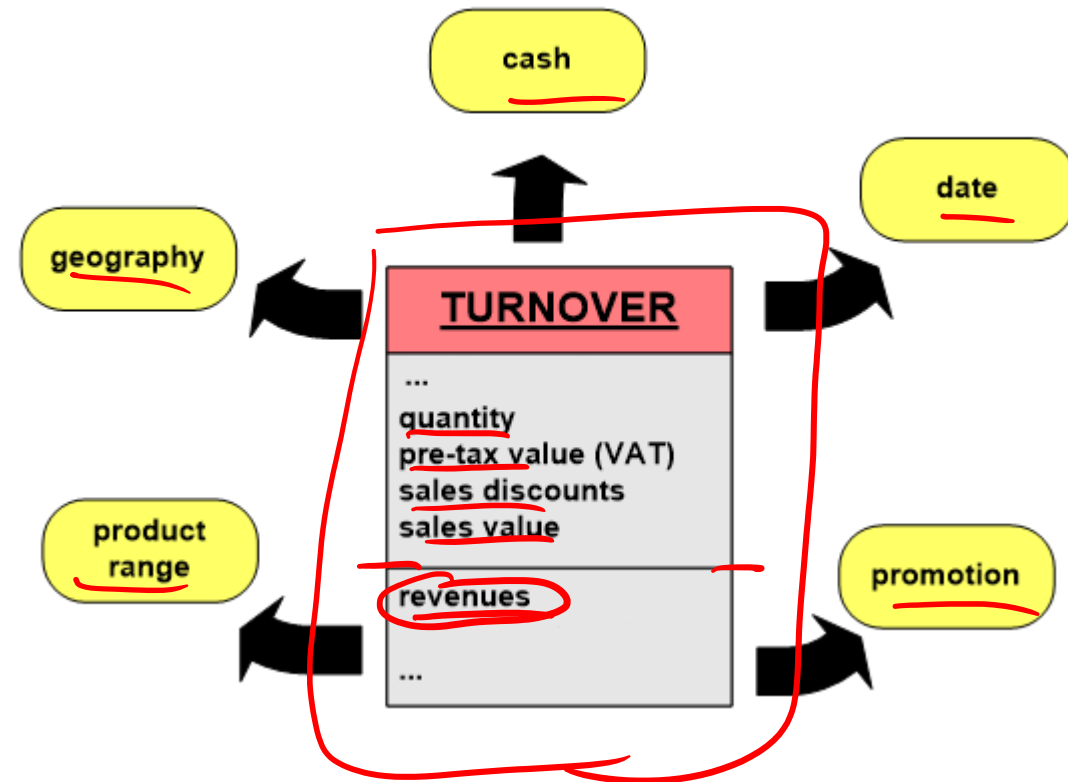 cash
date
geography
TURNOVER
...
quantity
pre-tax value (VAT)
sales discounts
sales value
product
range
promotion
revenues
...